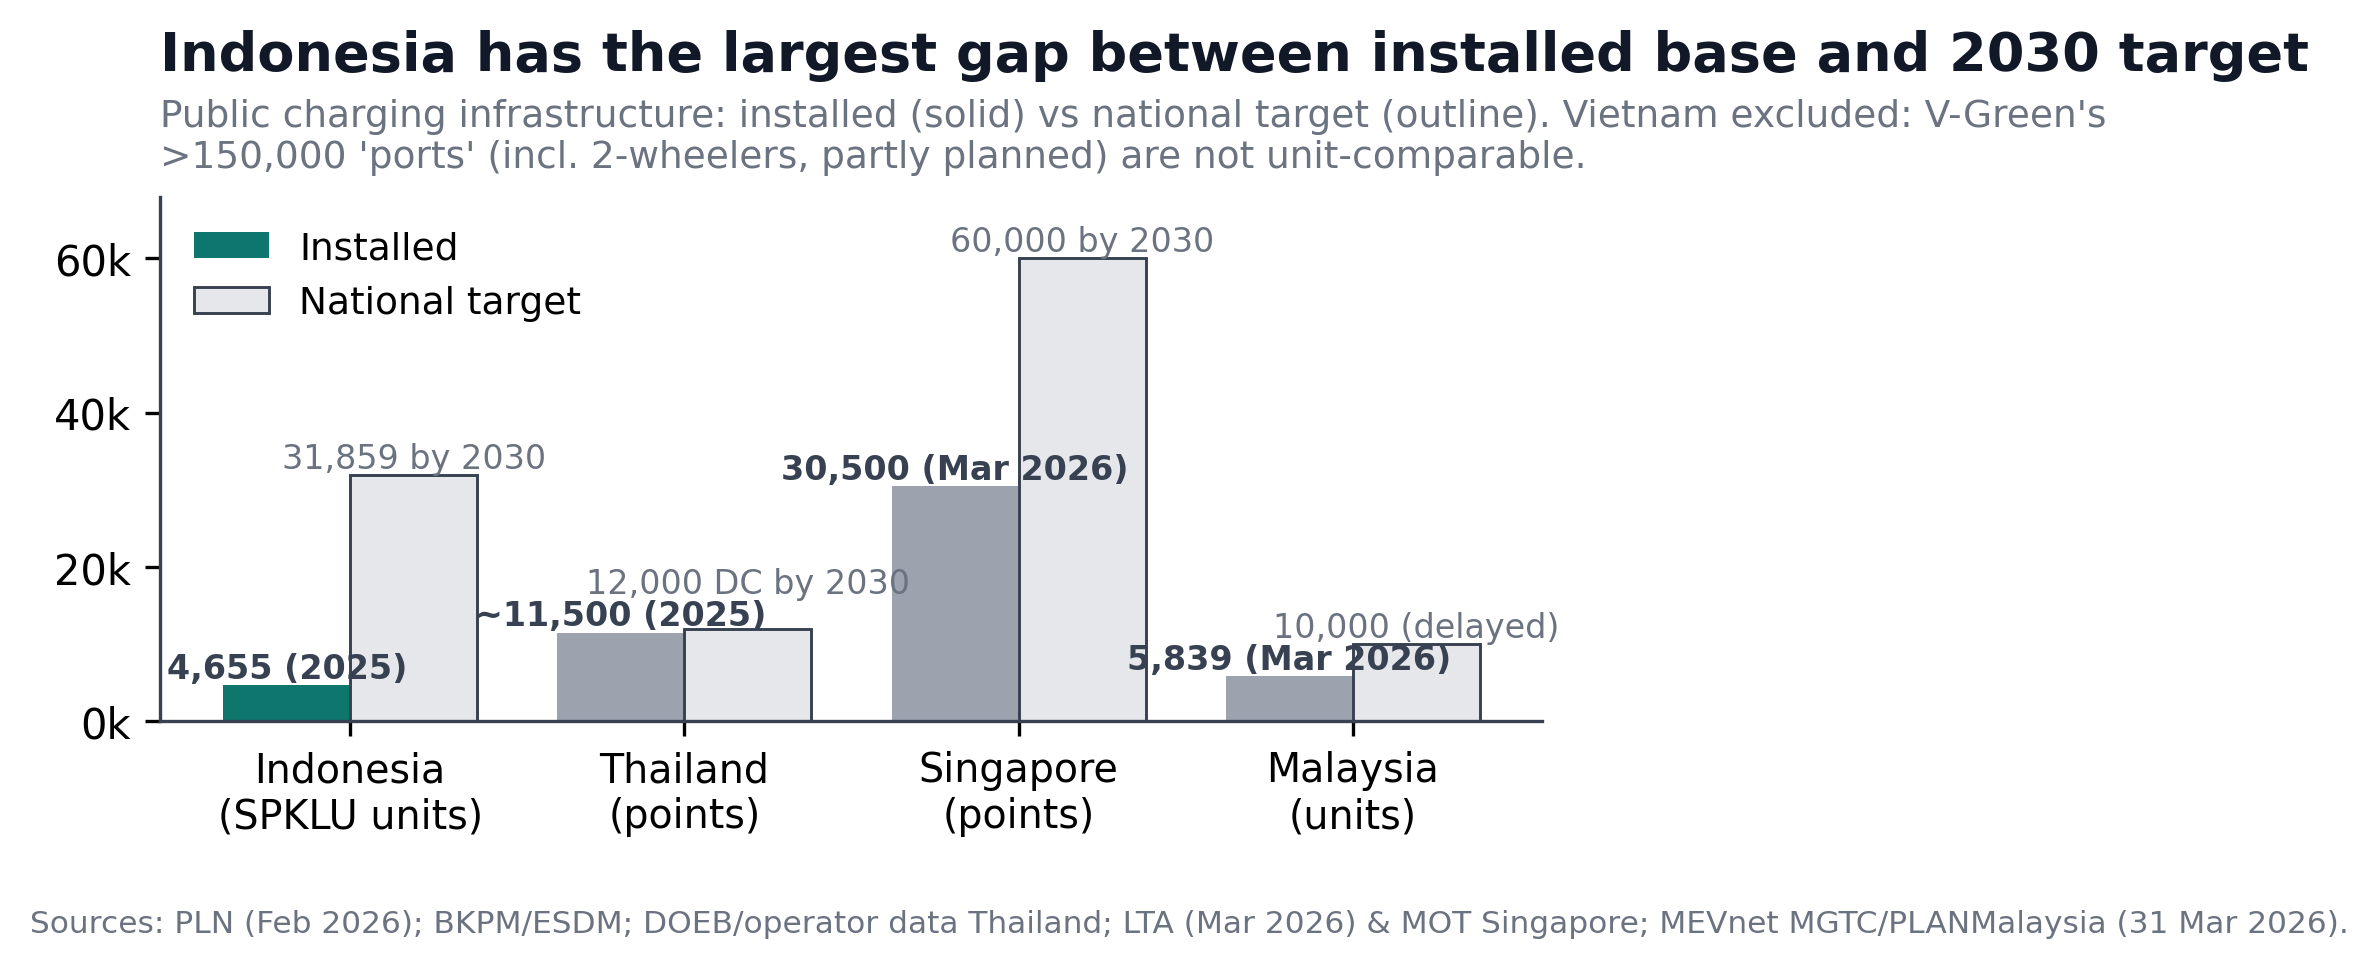 Indonesia has the largest gap between installed base and 2030 target
Public charging infrastructure: installed (solid) vs national target (outline). Vietnam excluded: V-Green's
>150,000 'ports' (incl. 2-wheelers, partly planned) are not unit-comparable.
Installed
National target
60k
40k
20k
0k
4,655 (2025)
31,859 by 2030
~11,500 (2025)
12,000 DC by 2030
30,500 (Mar 2026)
60,000 by 2030
5,839 (Mar 2026)
10,000 (delayed)
Indonesia
(SPKLU units)
Thailand
(points)
Singapore
(points)
Malaysia
(units)
Sources: PLN (Feb 2026); BKPM/ESDM; DOEB/operator data Thailand; LTA (Mar 2026) & MOT Singapore; MEVnet MGTC/PLANMalaysia (31 Mar 2026).